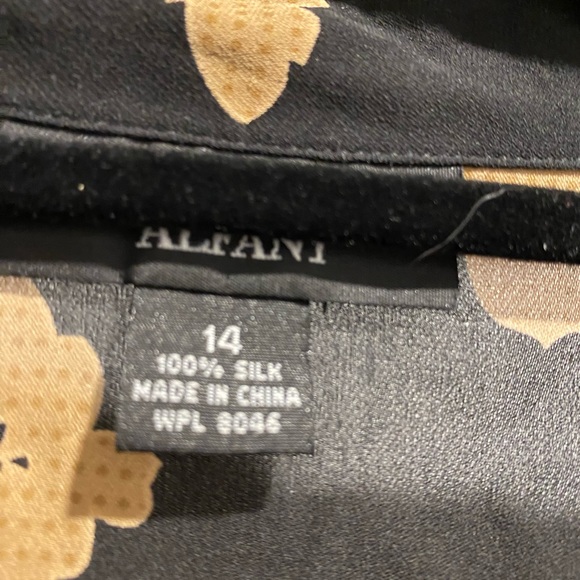 ALFANI
14
100% SILK
MADE IN CHINA
WPL 8046